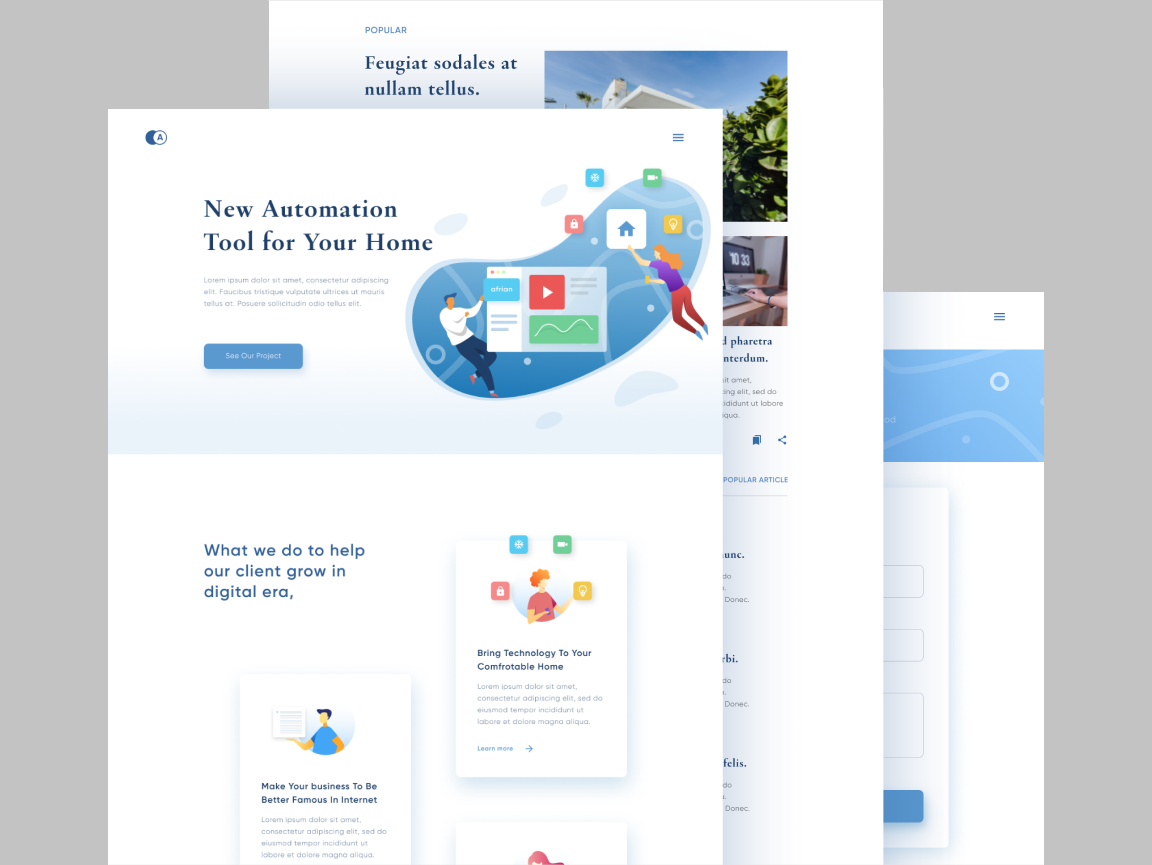 POPULAR
Feugiat sodales at
nullam tellus.
A
New Automation
Tool for Your Home
Lorem ipsum dolor sit amet, consectetur adipiscing
elit. Faucibus tristique vulputate ultrices ut mauris
tellus at. Posuere sollicitudin odio tellus elit.
See Our Project
afrian
10 33
pharetra
nterdum.
amet,
elit, sed do
labore
POPULAR ARTICLE
unc.
do
Donec.
rbi.
do
Donec.
felis.
do
Donec.
od
What we do to help
our client grow in
digital era,
Bring Technology To Your
Comfrotable Home
Lorem ipsum dolor sit amet,
consectetur adipiscing elit, sed do
eiusmod tempor incididunt ut
labore et dolore magna aliqua.
Learn more
Make Your business To Be
Better Famous In Internet
Lorem ipsum dolor sit amet,
consectetur adipiscing elit, sed do
eiusmod tempor incididunt ut
labore et dolore magna aliqua.